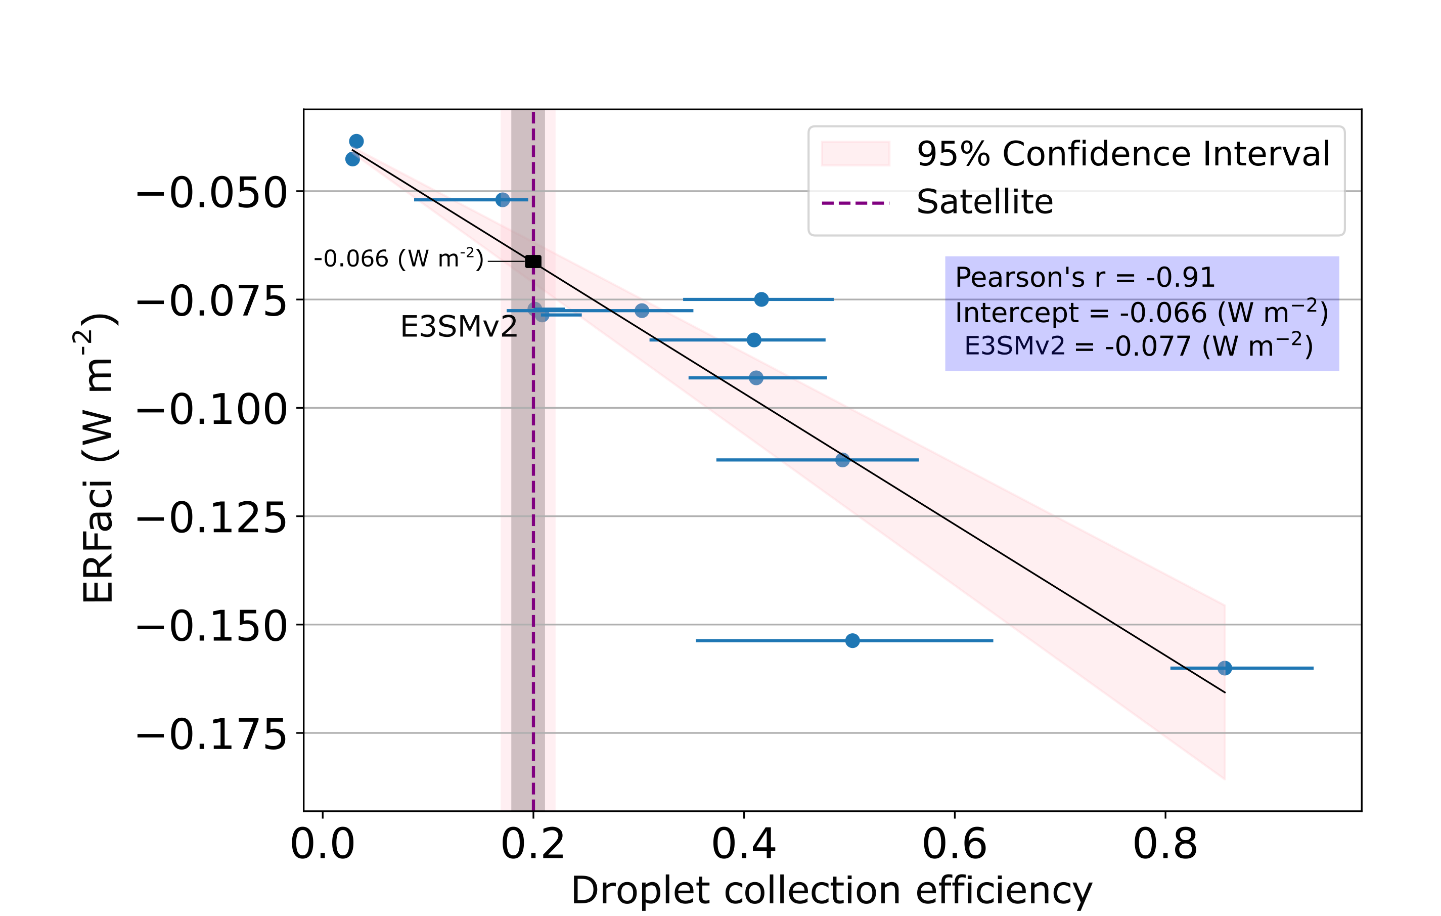 95% Confidence Interval
Satellite
Pearson's r = -0.91
Intercept = -0.066 (W m⁻²)
E3SMv2 = -0.077 (W m⁻²)
-0.066 (W m⁻²)
E3SMv2
−0.050
−0.075
−0.100
−0.125
−0.150
−0.175
ERFaci (W m⁻²)
0.0 0.2 0.4 0.6 0.8
Droplet collection efficiency